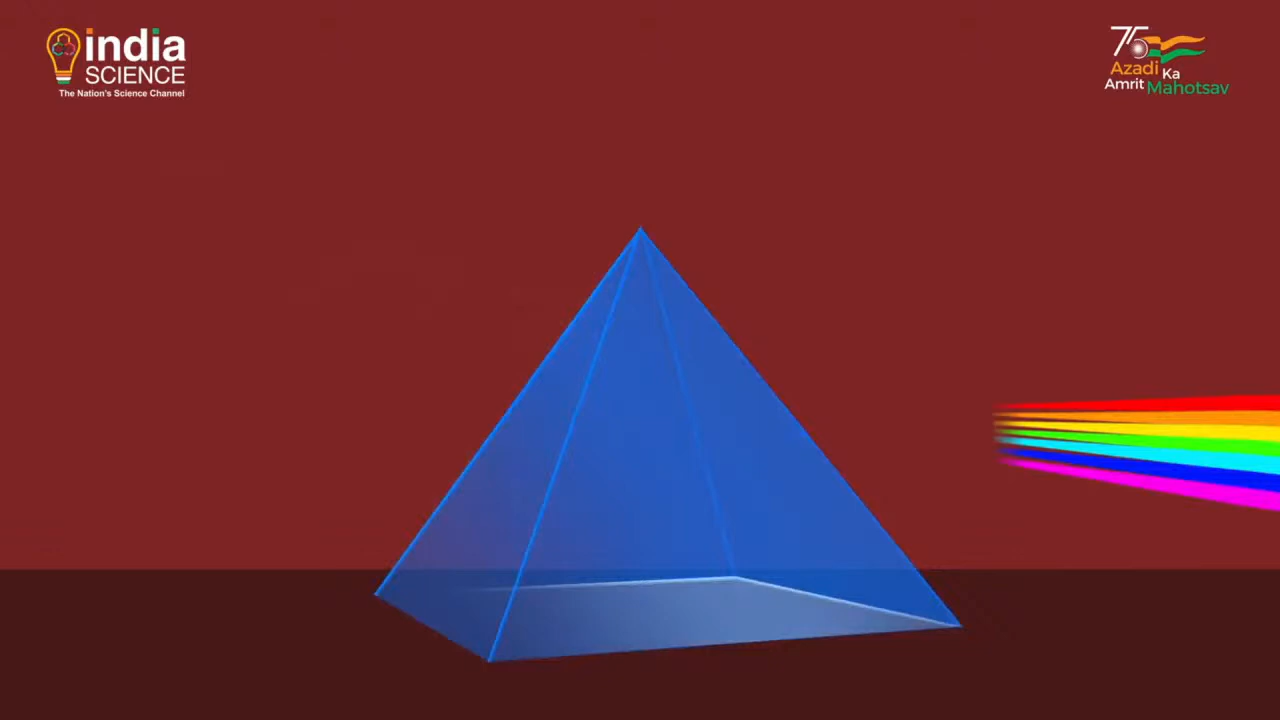 india
SCIENCE
The Nation's Science Channel
75
Azadi Ka
Amrit Mahotsav